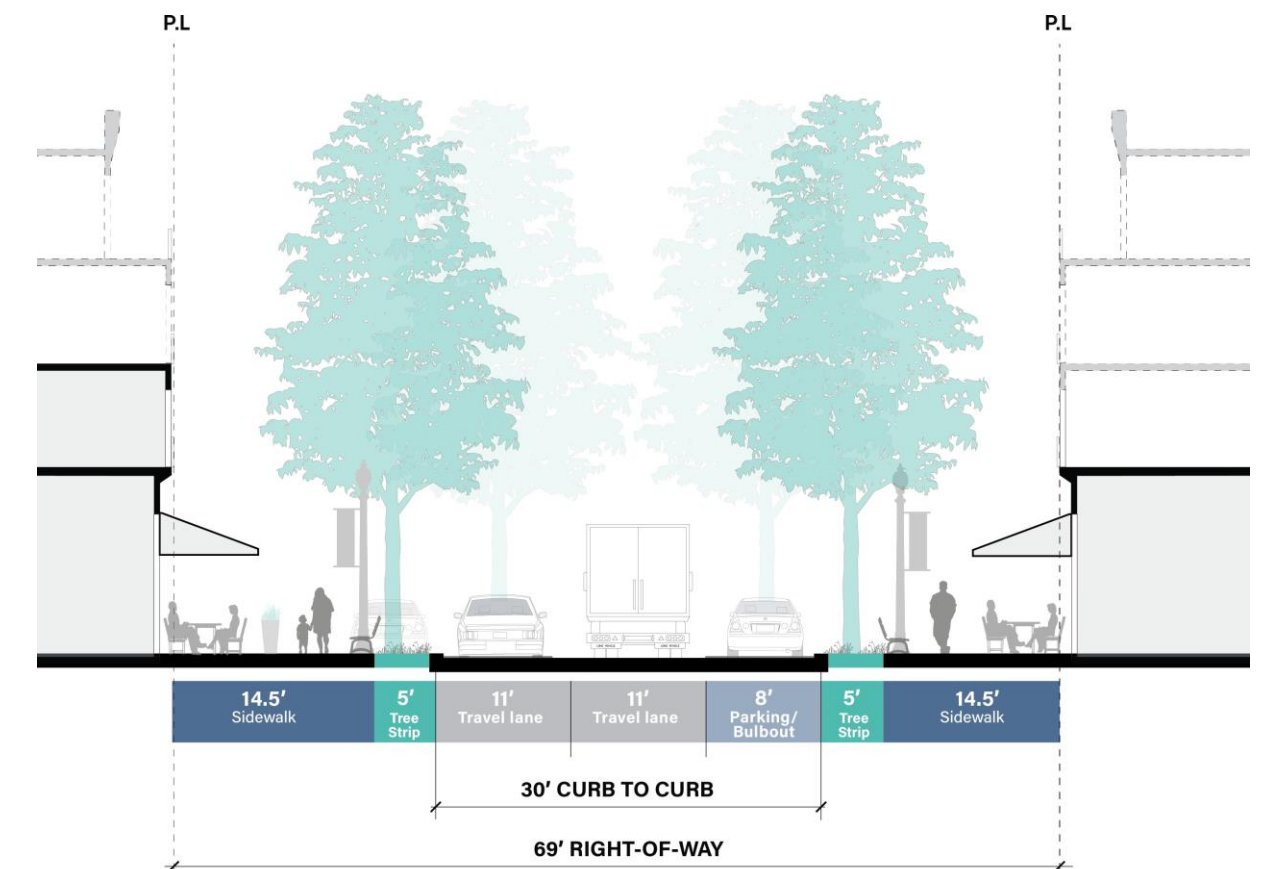 P.L
P.L
14.5′
Sidewalk
5′
Tree
Strip
11′
Travel lane
11′
Travel lane
8′
Parking/
Bulbout
5′
Tree
Strip
14.5′
Sidewalk
30′ CURB TO CURB
69′ RIGHT-OF-WAY